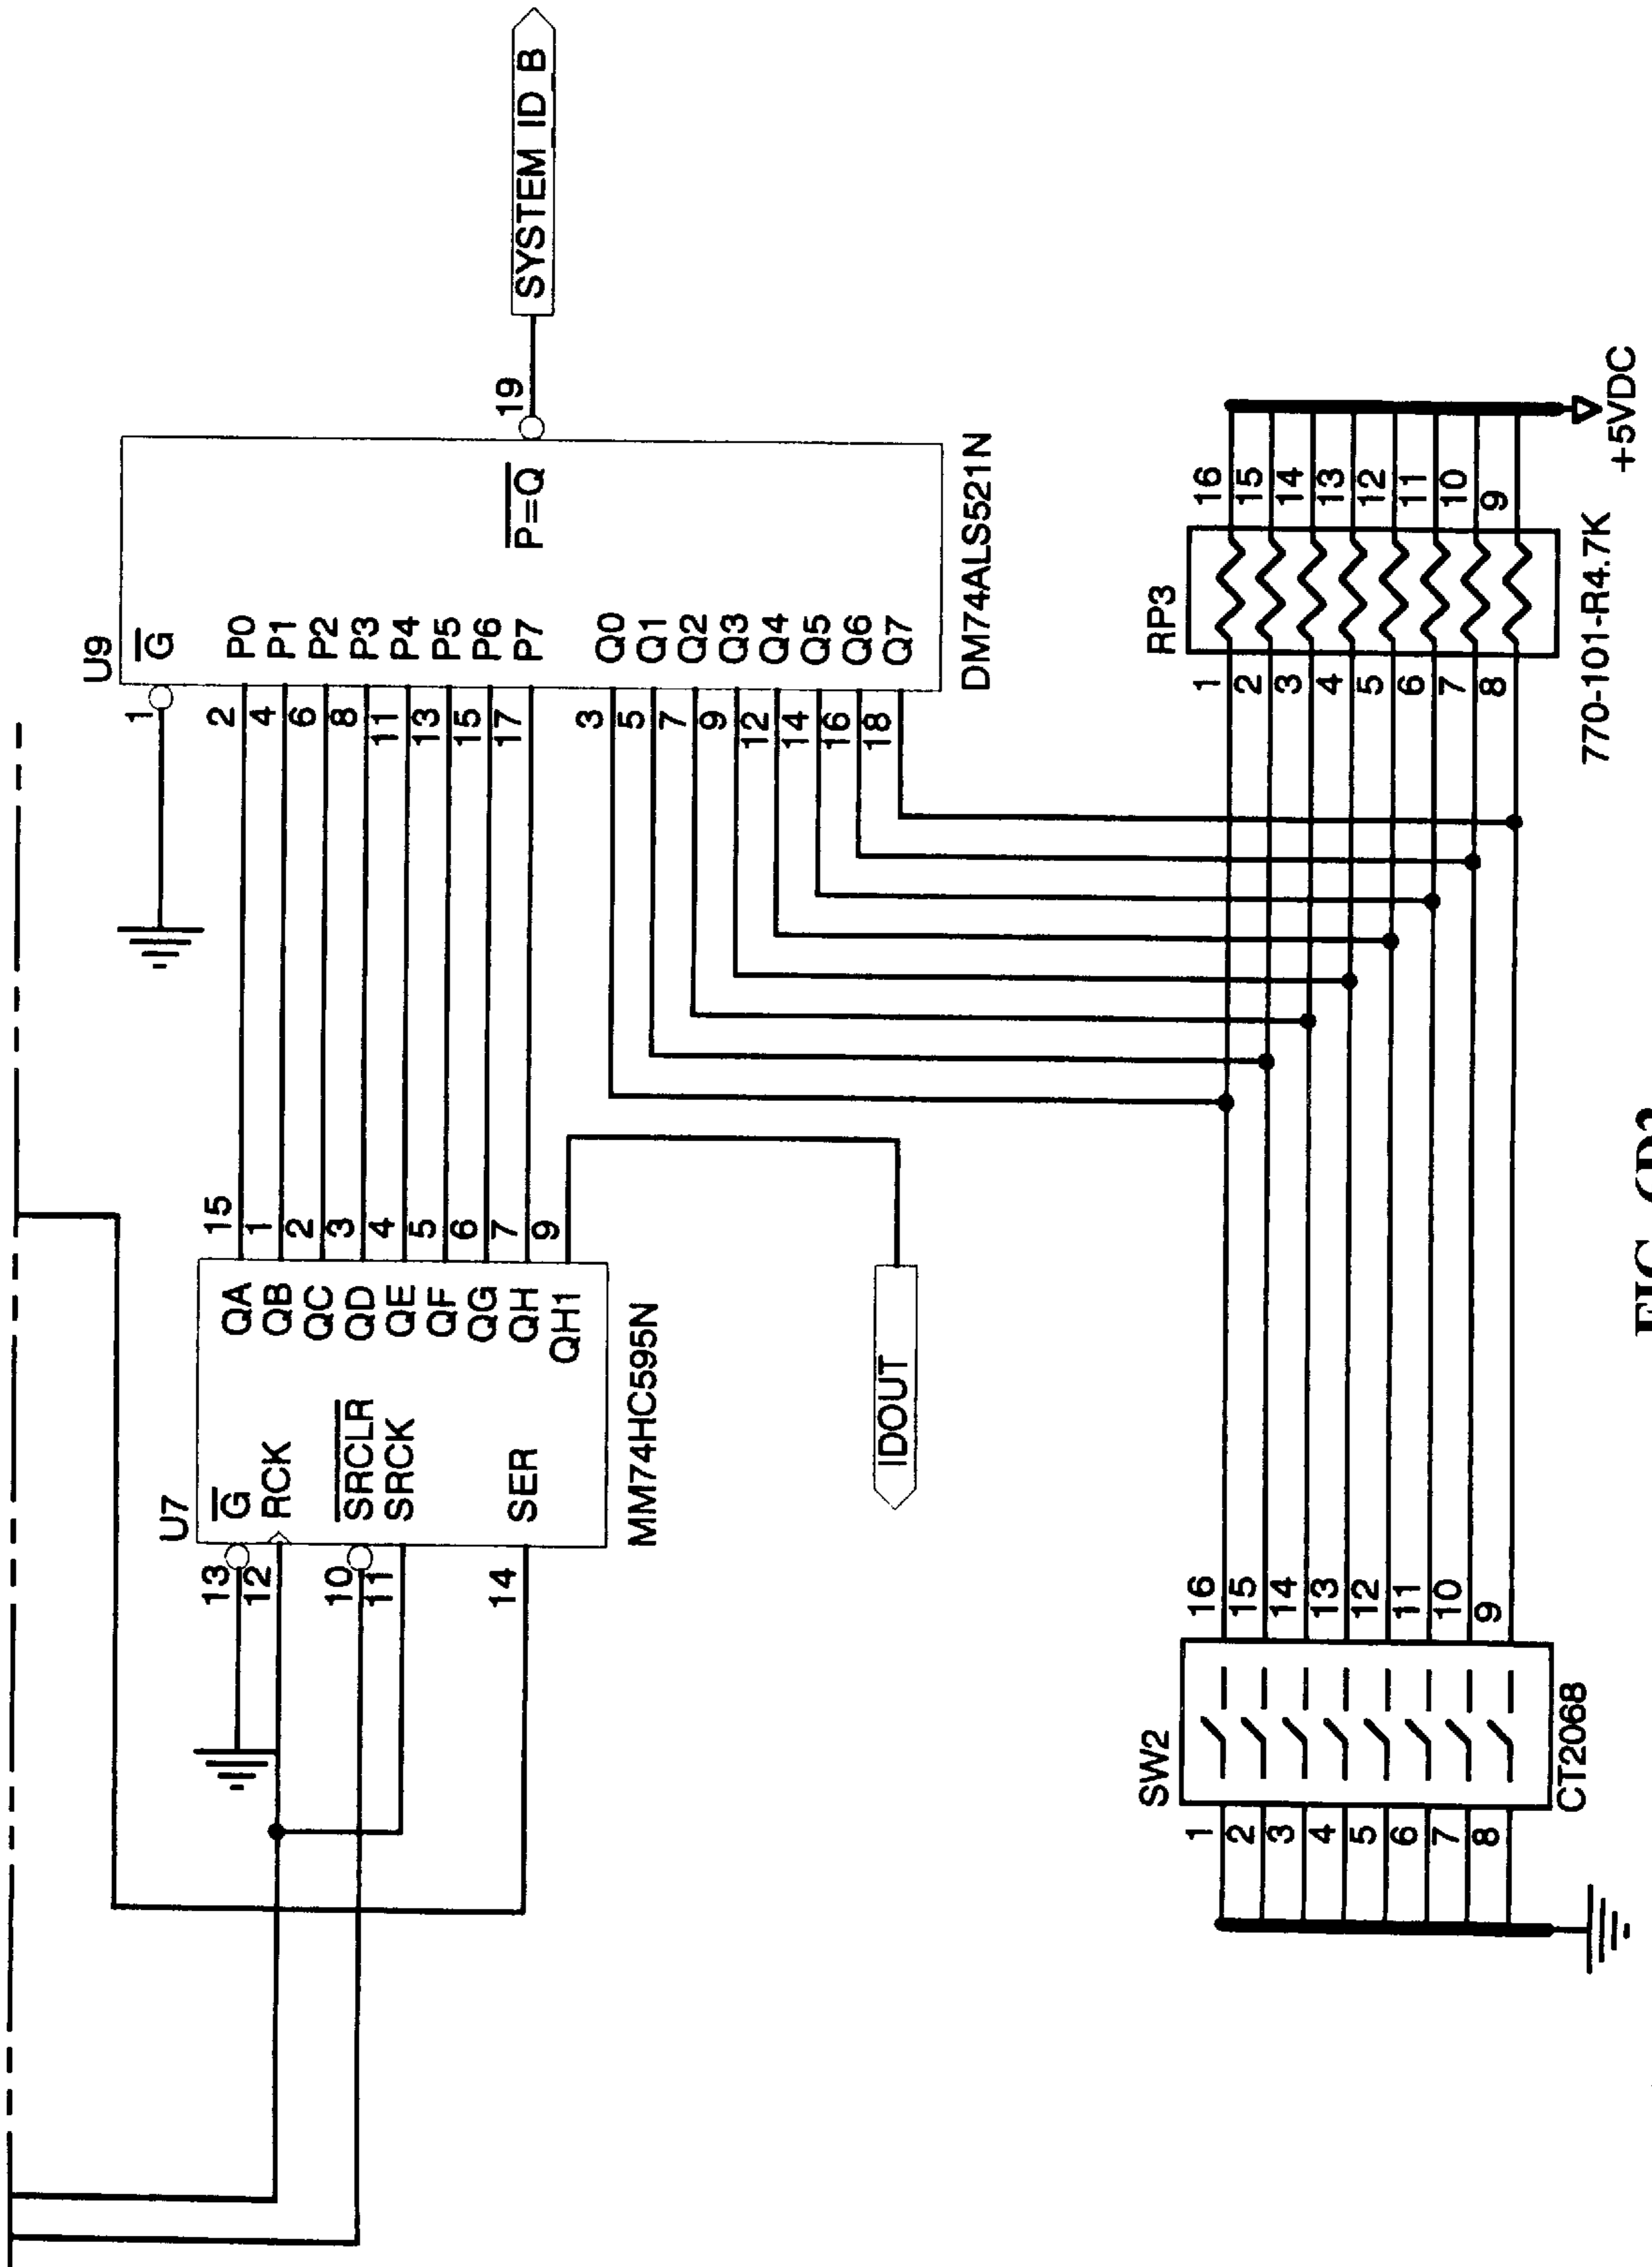 U7
G
RCK
SRCLR
SRCK
SER
13
12
10
11
14
QA
QB
QC
QD
QE
QF
QG
QH
QH1
15
1
2
3
4
5
6
7
9
MM74HC595N
IDOUT
U9
G
P0
P1
P2
P3
P4
P5
P6
P7
Q0
Q1
Q2
Q3
Q4
Q5
Q6
Q7
1
2
4
6
8
11
13
15
17
3
5
7
9
12
14
16
18
P=Q
19
DM74ALS521N
SYSTEM_ID_B
SW2
1
2
3
4
5
6
7
8
16
15
14
13
12
11
10
9
CT2068
RP3
1
2
3
4
5
6
7
8
16
15
14
13
12
11
10
9
770-101-R4.7K
+5VDC